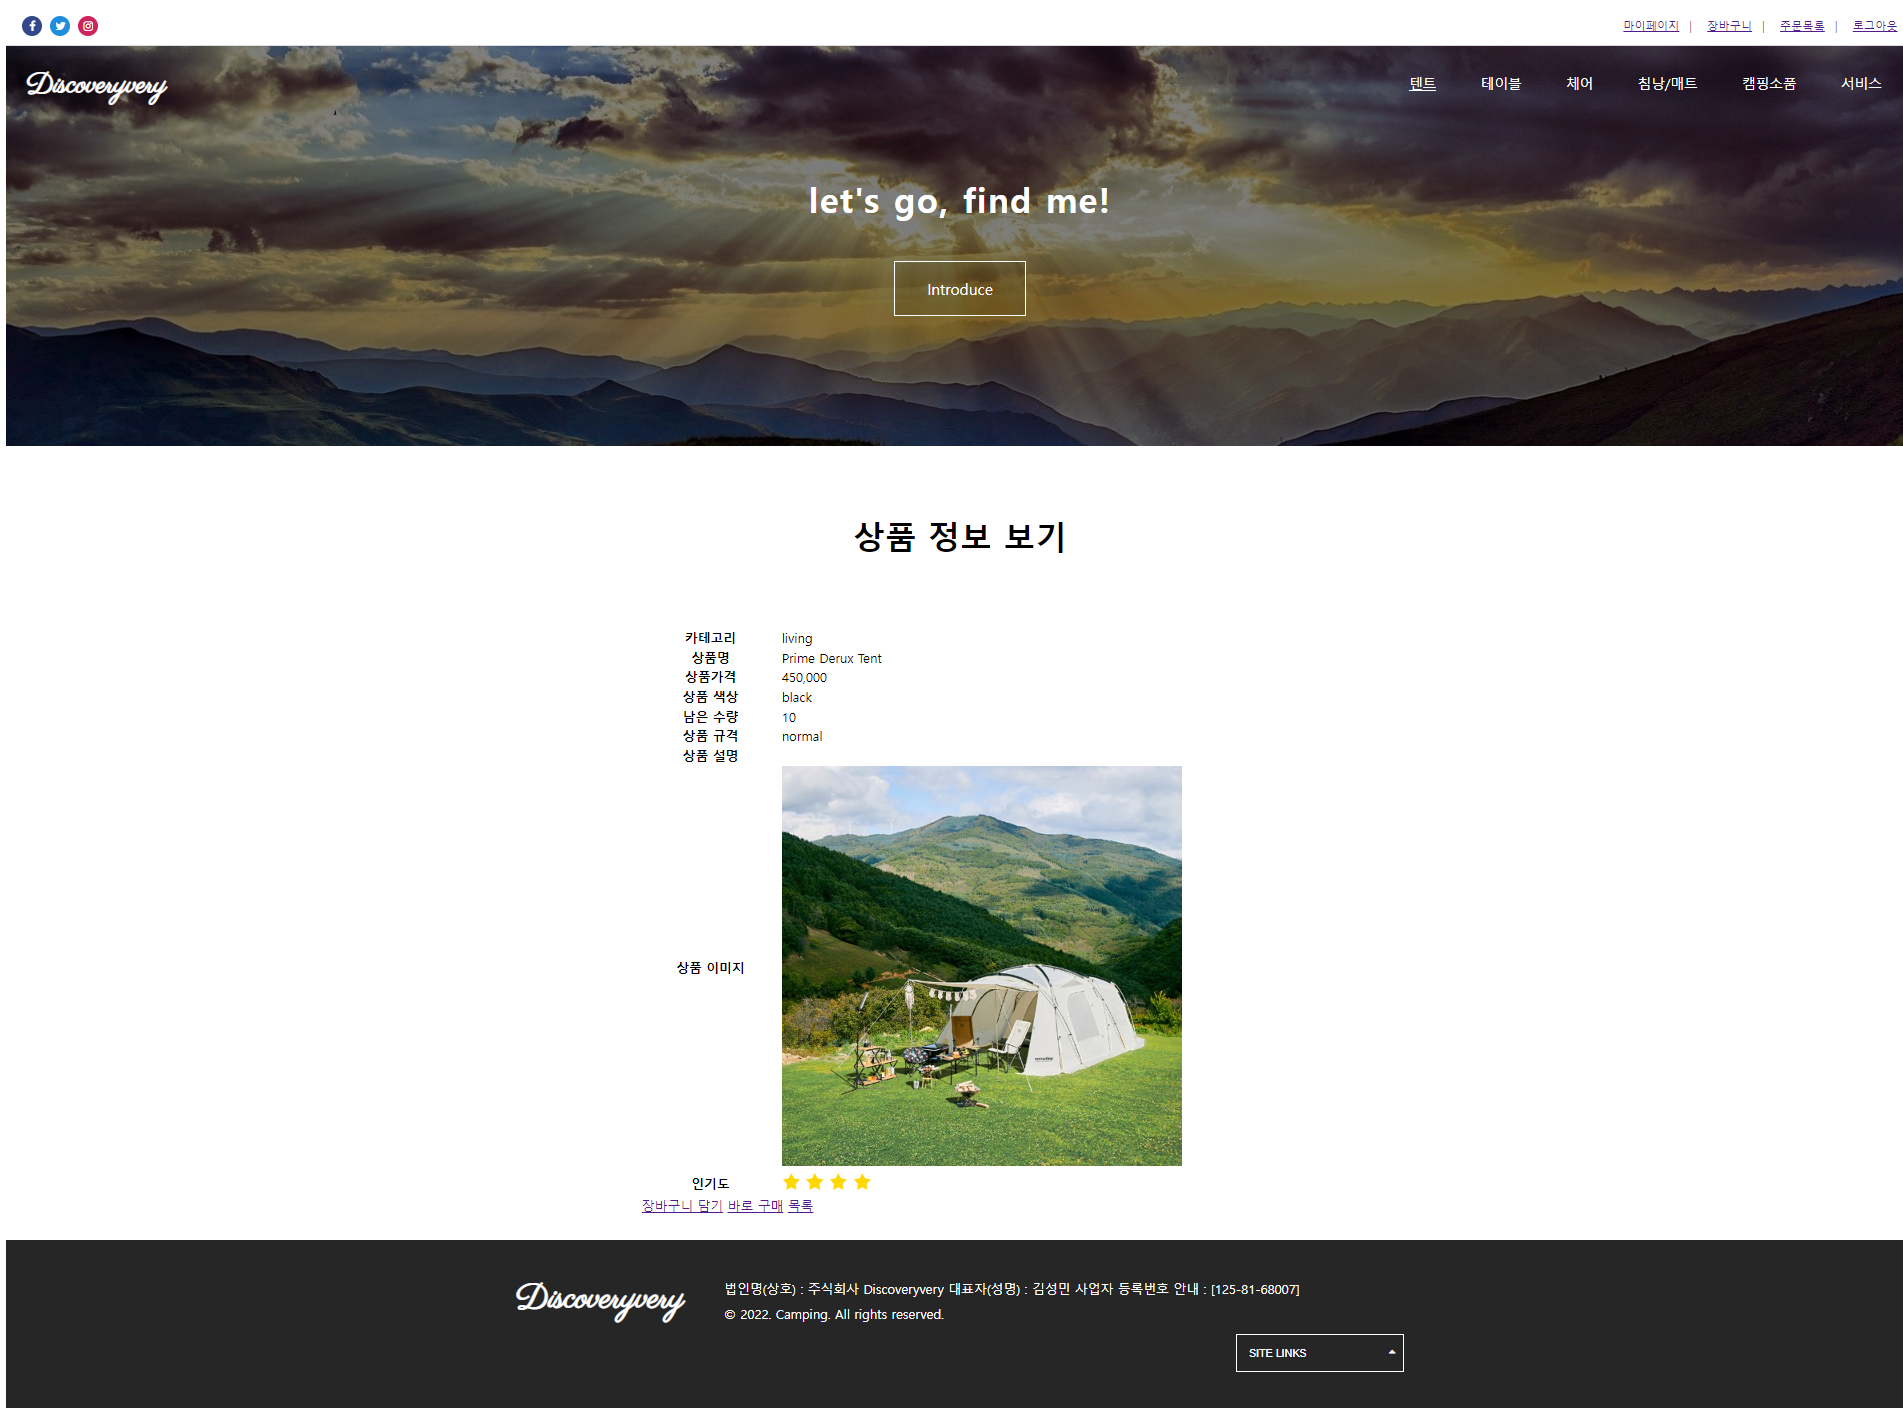 마이페이지 | 장바구니 | 주문목록 | 로그아웃
Discoveryvery
텐트 테이블 체어 침낭/매트 캠핑소품 서비스
let's go, find me!
Introduce
상품 정보 보기
카테고리 living
상품명 Prime Derux Tent
상품가격 450,000
상품 색상 black
남은 수량 10
상품 규격 normal
상품 설명
상품 이미지
인기도
장바구니 담기 바로 구매 목록
Discoveryvery
법인명(상호) : 주식회사 Discoveryvery 대표자(성명) : 김성민 사업자 등록번호 안내 : [125-81-68007]
© 2022. Camping. All rights reserved.
SITE LINKS